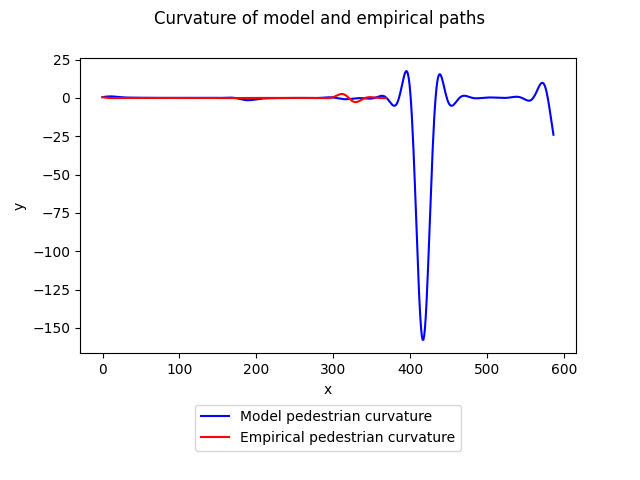 Curvature of model and empirical paths
25
0
−25
−50
−75
−100
−125
−150
y
0 100 200 300 400 500 600
x
Model pedestrian curvature
Empirical pedestrian curvature